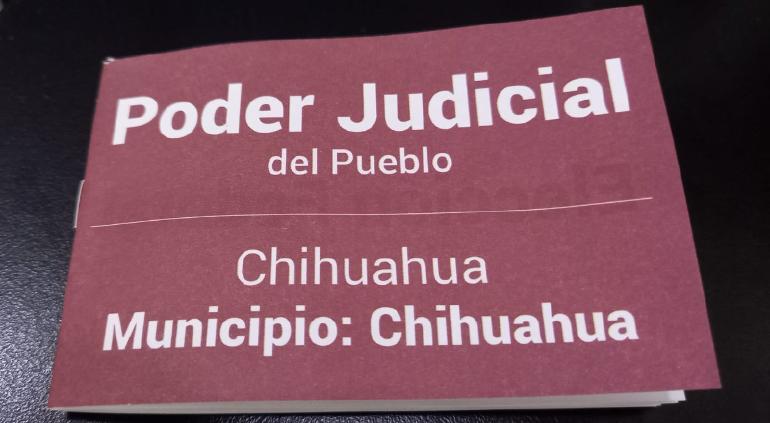 Poder Judicial
del Pueblo
Chihuahua
Municipio: Chihuahua